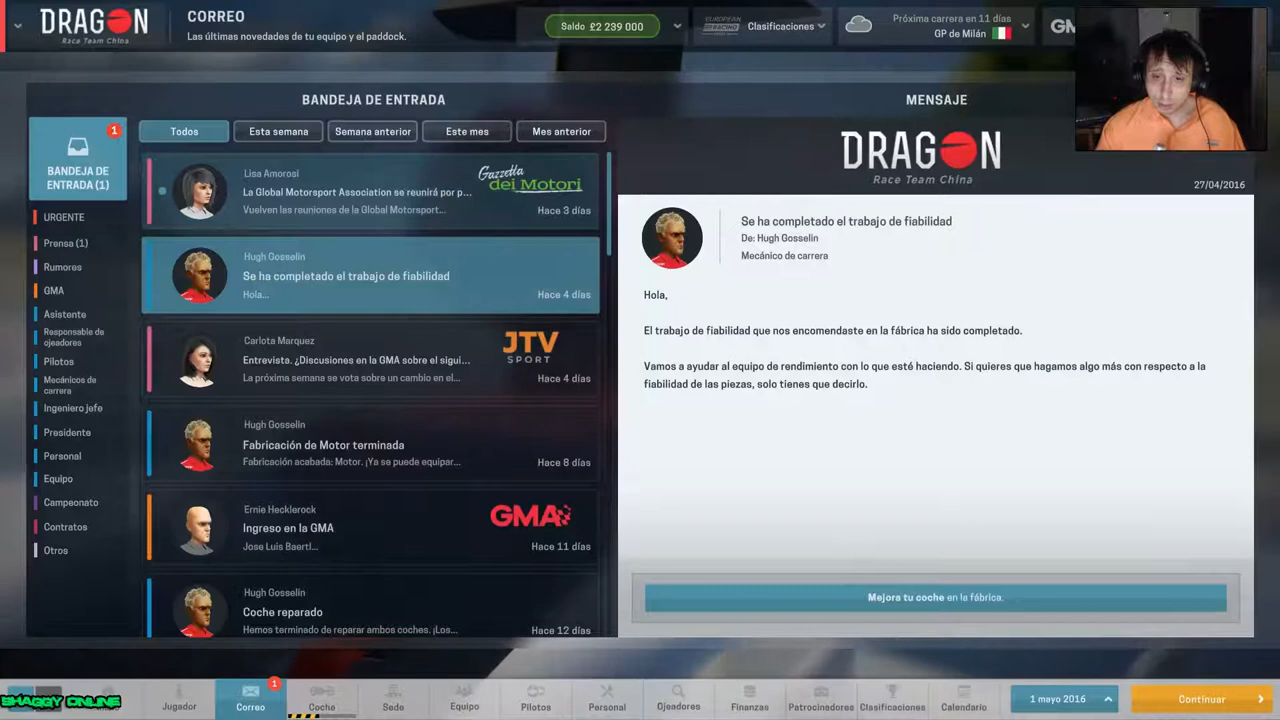 DRAGON
Race Team China
CORREO
Las últimas novedades de tu equipo y el paddock.
Saldo £2 239 000
EUROPEAN
RACING
Clasificaciones
Próxima carrera en 11 días
GP de Milán
GM
BANDEJA DE ENTRADA
MENSAJE
1
BANDEJA DE
ENTRADA (1)
URGENTE
Prensa (1)
Rumores
GMA
Asistente
Responsable de
ojeadores
Pilotos
Mecánicos de
carrera
Ingeniero jefe
Presidente
Personal
Equipo
Campeonato
Contratos
Otros
Todos
Esta semana
Semana anterior
Este mes
Mes anterior
Lisa Amorosi
La Global Motorsport Association se reunirá por p...
Vuelven las reuniones de la Global Motorsport...
Gazzetta
dei Motori
Hace 3 días
Hugh Gosselin
Se ha completado el trabajo de fiabilidad
Hola...
Hace 4 días
Carlota Marquez
Entrevista. ¿Discusiones en la GMA sobre el sigui...
La próxima semana se vota sobre un cambio en el...
JTV
SPORT
Hace 4 días
Hugh Gosselin
Fabricación de Motor terminada
Fabricación acabada: Motor. ¡Ya se puede equipar...
Hace 8 días
Ernie Hecklerock
Ingreso en la GMA
Jose Luis Baertl...
GMA
Hace 11 días
Hugh Gosselin
Coche reparado
Hemos terminado de reparar ambos coches. ¡Los...
Hace 12 días
DRAGON
Race Team China
27/04/2016
Se ha completado el trabajo de fiabilidad
De: Hugh Gosselin
Mecánico de carrera
Hola,
El trabajo de fiabilidad que nos encomendaste en la fábrica ha sido completado.
Vamos a ayudar al equipo de rendimiento con lo que esté haciendo. Si quieres que hagamos algo más con respecto a la
fiabilidad de las piezas, solo tienes que decirlo.
Mejora tu coche en la fábrica.
SHAGGY ONLINE
Jugador
1
Correo
Coche
Sede
Equipo
Pilotos
Personal
Ojeadores
Finanzas
Patrocinadores
Clasificaciones
Calendario
1 mayo 2016
Continuar